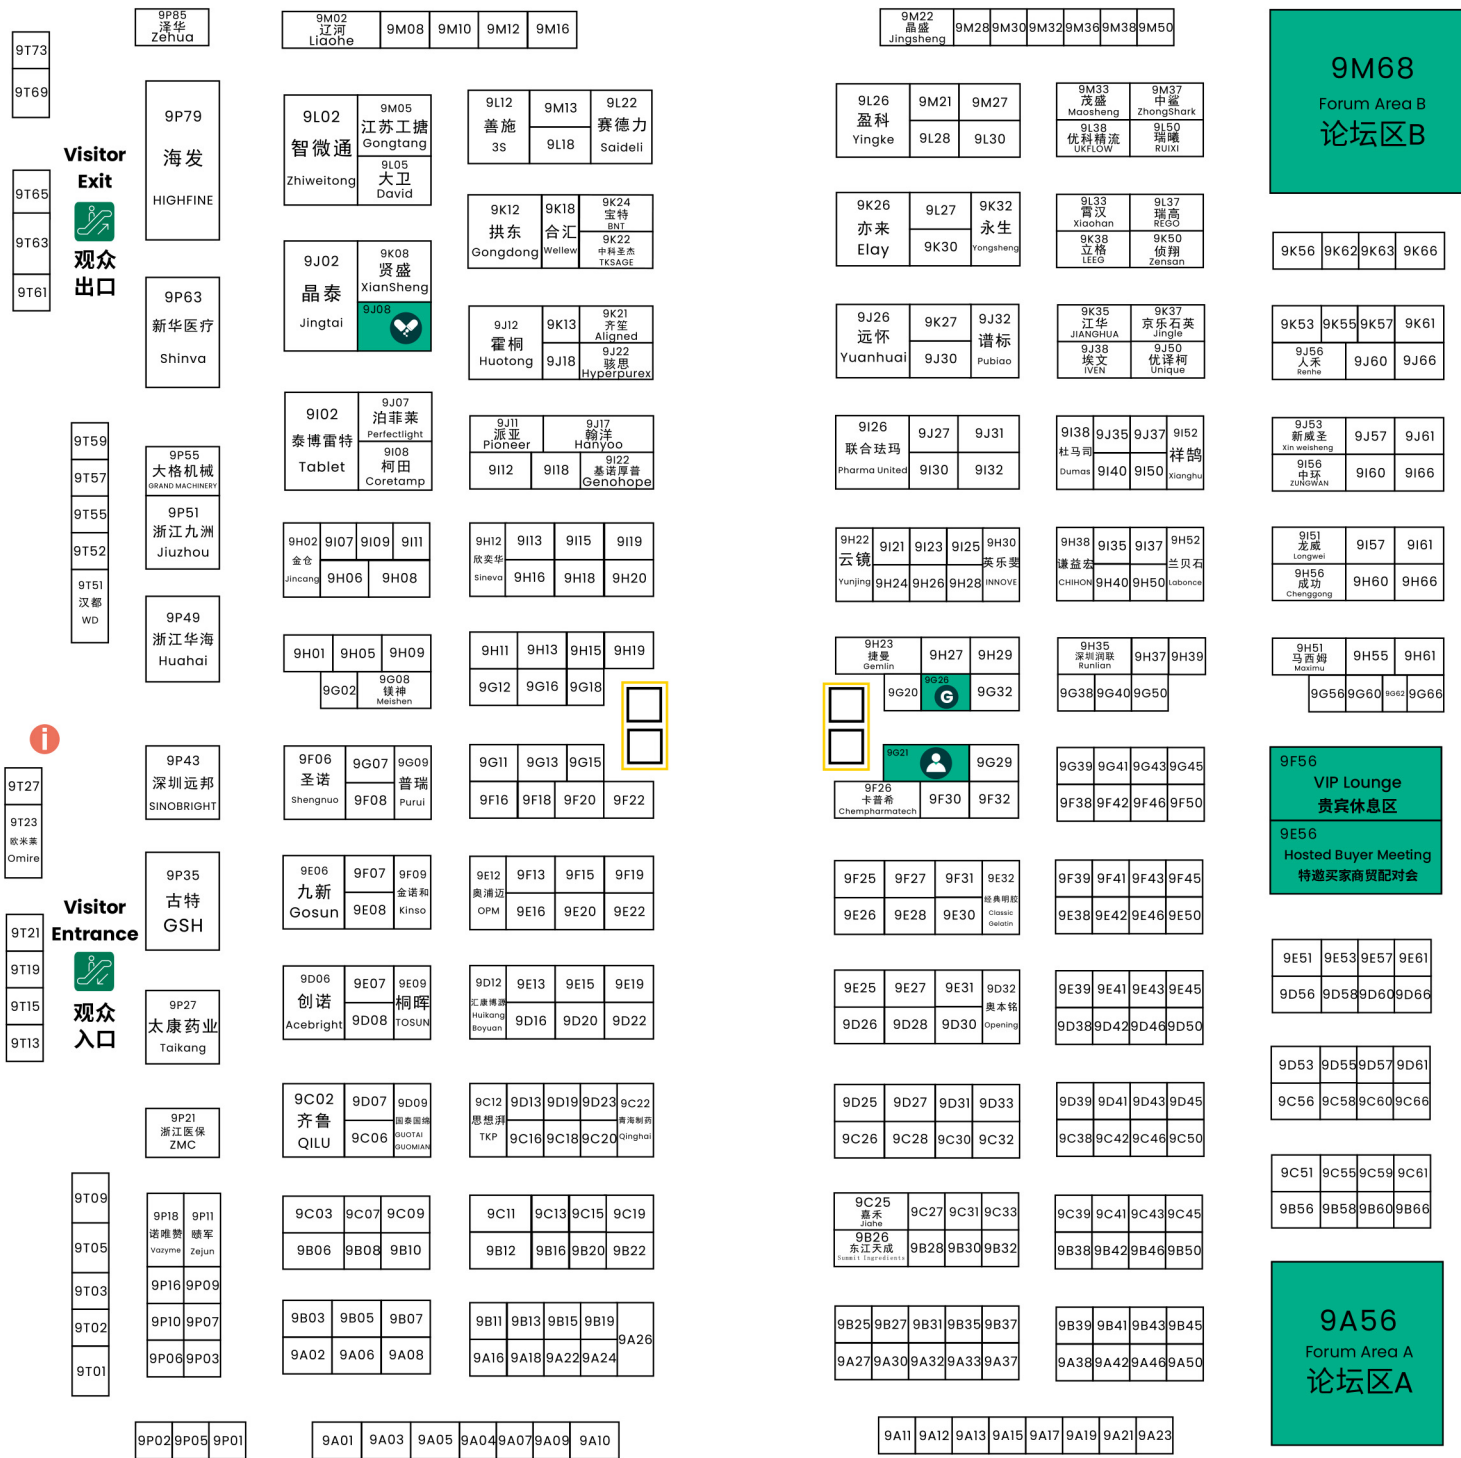 9P85
泽华
Zehua
9M02
辽河
Liaohe
9M08
9M10
9M12
9M16
9M22
晶盛
Jingsheng
9M28
9M30
9M32
9M36
9M38
9M50
9M68
Forum Area B
论坛区B
9T73
9T69
9P79
海发
HIGHFINE
Visitor
Exit
观众
出口
9T65
9T63
9T61
9L02
智微通
Zhiweitong
9M05
江苏工搪
Gongtang
9L05
大卫
David
9L12
善施
3S
9M13
9L18
9L22
赛德力
Saideli
9L26
盈科
Yingke
9M21
9M27
9L28
9L30
9M33
茂盛
Maosheng
9M37
中鲨
ZhongShark
9L38
优科精流
UKFLOW
9L50
瑞曦
RUIXI
9K12
拱东
Gongdong
9K18
合汇
Wellew
9K24
宝特
BNT
9K22
中科圣杰
TKSAGE
9K26
亦来
Elay
9L27
9K30
9K32
永生
Yongsheng
9L33
霄汉
Xiaohan
9L37
瑞高
REGO
9K38
立格
LEEG
9K50
侦翔
Zensan
9K56
9K62
9K63
9K66
9J02
晶泰
Jingtai
9K08
贤盛
XianSheng
9J08
9P63
新华医疗
Shinva
9J12
霍桐
Huotong
9K13
9J18
9K21
齐笙
Aligned
9J22
骇思
Hyperpurex
9J26
远怀
Yuanhuai
9K27
9J30
9J32
谱标
Pubiao
9K35
江华
JIANGHUA
9K37
京乐石英
Jingle
9J38
埃文
IVEN
9J50
优译柯
Unique
9K53
9K55
9K57
9K61
9J56
人禾
Renhe
9J60
9J66
9T59
9T57
9T55
9T52
9T51
汉都
WD
9P55
大格机械
GRAND MACHINERY
9P51
浙江九洲
Jiuzhou
9I02
泰博雷特
Tablet
9J07
泊菲莱
Perfectlight
9I08
柯田
Coretamp
9J11
派亚
Pioneer
9J17
翰洋
Hanyoo
9I12
9I18
9I22
基诺厚普
Genohope
9I26
联合珐玛
Pharma United
9J27
9J31
9I30
9I32
9I38
杜马司
Dumas
9J35
9J37
9I40
9I50
9I52
祥鹄
Xianghu
9J53
新威圣
Xin weisheng
9J57
9J61
9I56
中环
ZUNGWAN
9I60
9I66
9H02
金仓
Jincang
9I07
9I09
9I11
9H06
9H08
9H12
欣奕华
Sineva
9I13
9I15
9I19
9H16
9H18
9H20
9H22
云镜
Yunjing
9I21
9I23
9I25
9H24
9H26
9H28
9H30
英乐斐
INNOVE
9H38
谦益宏
CHIHON
9I35
9I37
9H40
9H50
9H52
兰贝石
Labonce
9I51
龙威
Longwei
9I57
9I61
9H56
成功
Chenggong
9H60
9H66
9P49
浙江华海
Huahai
9H01
9H05
9H09
9G02
9G08
镁神
Meishen
9H11
9H13
9H15
9H19
9G12
9G16
9G18
9H23
捷曼
Gemlin
9H27
9H29
9G20
9G26
G
9G32
9H35
深圳润联
Runlian
9H37
9H39
9G38
9G40
9G50
9H51
马西姆
Maximu
9H55
9H61
9G56
9G60
9G62
9G66
i
9T27
9T23
欧米莱
Omire
9P43
深圳远邦
SINOBRIGHT
9F06
圣诺
Shengnuo
9G07
9F08
9G09
普瑞
Purui
9G11
9G13
9G15
9F16
9F18
9F20
9F22
9G21
9G29
9F26
卡普希
Chempharmatech
9F30
9F32
9G39
9G41
9G43
9G45
9F38
9F42
9F46
9F50
9F56
VIP Lounge
贵宾休息区
9E56
Hosted Buyer Meeting
特邀买家商贸配对会
9P35
古特
GSH
9E06
九新
Gosun
9F07
9E08
9F09
金诺和
Kinso
9E12
奥浦迈
OPM
9F13
9F15
9F19
9E16
9E20
9E22
9F25
9F27
9F31
9E26
9E28
9E30
9E32
经典明胶
Classic
Gelatin
9F39
9F41
9F43
9F45
9E38
9E42
9E46
9E50
Visitor
Entrance
观众
入口
9T21
9T19
9T15
9T13
9P27
太康药业
Taikang
9D06
创诺
Acebright
9E07
9D08
9E09
桐晖
TOSUN
9D12
汇康博源
Huikang
Boyuan
9E13
9E15
9E19
9D16
9D20
9D22
9E25
9E27
9E31
9D26
9D28
9D30
9D32
奥本铭
Opening
9E39
9E41
9E43
9E45
9D38
9D42
9D46
9D50
9E51
9E53
9E57
9E61
9D56
9D58
9D60
9D66
9P21
浙江医保
ZMC
9C02
齐鲁
QILU
9D07
9C06
9D09
国泰国绵
GUOTAI
GUOMIAN
9C12
思想湃
TKP
9D13
9D19
9D23
9C16
9C18
9C20
9C22
青海制药
Qinghai
9D25
9D27
9D31
9D33
9C26
9C28
9C30
9C32
9D39
9D41
9D43
9D45
9C38
9C42
9C46
9C50
9D53
9D55
9D57
9D61
9C56
9C58
9C60
9C66
9T09
9T05
9T03
9T02
9T01
9P18
诺唯赞
Vazyme
9P11
赜军
Zejun
9P16
9P09
9P10
9P07
9P06
9P03
9C03
9C07
9C09
9B06
9B08
9B10
9C11
9C13
9C15
9C19
9B12
9B16
9B20
9B22
9C25
嘉禾
Jiahe
9C27
9C31
9C33
9B26
东江天成
Summit Ingredients
9B28
9B30
9B32
9C39
9C41
9C43
9C45
9B38
9B42
9B46
9B50
9C51
9C55
9C59
9C61
9B56
9B58
9B60
9B66
9B03
9B05
9B07
9A02
9A06
9A08
9B11
9B13
9B15
9B19
9A16
9A18
9A22
9A24
9A26
9B25
9B27
9B31
9B35
9B37
9A27
9A30
9A32
9A33
9A37
9B39
9B41
9B43
9B45
9A38
9A42
9A46
9A50
9A56
Forum Area A
论坛区A
9P02
9P05
9P01
9A01
9A03
9A05
9A04
9A07
9A09
9A10
9A11
9A12
9A13
9A15
9A17
9A19
9A21
9A23